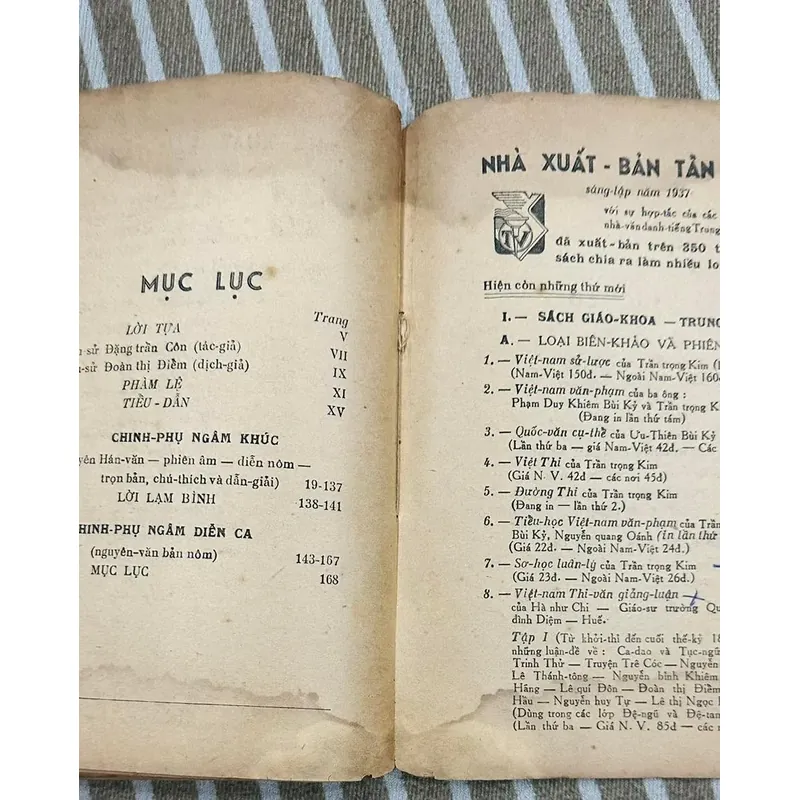 MỤC LỤC
Trang
LỜI TỰA V
-sử Đặng trần Côn (tác-giả) VII
-sử Đoàn thị Điểm (dịch-giả) IX
PHÀM LỆ XI
TIỂU-DẪN XV
CHINH-PHỤ NGÂM KHÚC
yên Hán-văn — phiên âm — diễn nôm —
trọn bản, chú-thích và dẫn-giải) 19-137
LỜI LẠM BÌNH 138-141
HINH-PHỤ NGÂM DIỄN CA
(nguyên-văn bản nôm) 143-167
MỤC LỤC 168
NHÀ XUẤT-BẢN TÂN
sáng-lập năm 1937
với sự hợp-tác của các
nhà-văn danh-tiếng Trung
TV
đã xuất-bản trên 350 t
sách chia ra làm nhiều lo
Hiện còn những thứ mới
I.— SÁCH GIÁO-KHOA — TRUNG
A.— LOẠI BIÊN-KHẢO VÀ PHIÊN
1.— Việt-nam sử-lược của Trần trọng Kim
(Nam-Việt 150đ. — Ngoài Nam-Việt 160đ
2.— Việt-nam văn-phạm của ba ông :
Phạm Duy Khiêm Bùi Kỷ và Trần trọng K
(Đang in lần thứ tám)
3.— Quốc-văn cụ-thể của Ưu-Thiên Bùi Kỷ
(Lần thứ ba — giá Nam-Việt 42đ. — Các
4.— Việt Thi của Trần trọng Kim
(Giá N. V. 42đ — các nơi 45đ)
5.— Đường Thi của Trần trọng Kim
(Đang in — lần thứ 2.)
6.— Tiểu-học Việt-nam văn-phạm của Trần
Bùi Kỷ, Nguyễn quang Oánh (in lần thứ
(Giá 22đ. — Ngoài Nam-Việt 24đ.)
7.— Sơ-học luân-lý của Trần trọng Kim
(Giá 23đ. — Ngoài Nam-Việt 26đ.)
8.— Việt-nam Thi-văn giảng-luận
của Hà như Chi — Giáo-sư trường Qu
đình Diệm — Huế.
Tập I (Từ khởi-thỉ đến cuối thế-kỷ 18
những luận-đề về : Ca-dao và Tục-ngữ
Trinh Thử — Truyện Trê Cóc — Nguyễn
Lê Thánh-tông — Nguyễn bỉnh Khiêm
Hãng — Lê quí Đôn — Đoàn thị Điểm
Hầu — Nguyễn huy Tự — Lê thị Ngọc
(Dùng trong các lớp Đệ-ngũ và Đệ-tam
(Lần thứ ba — Giá N. V. 85đ — các n